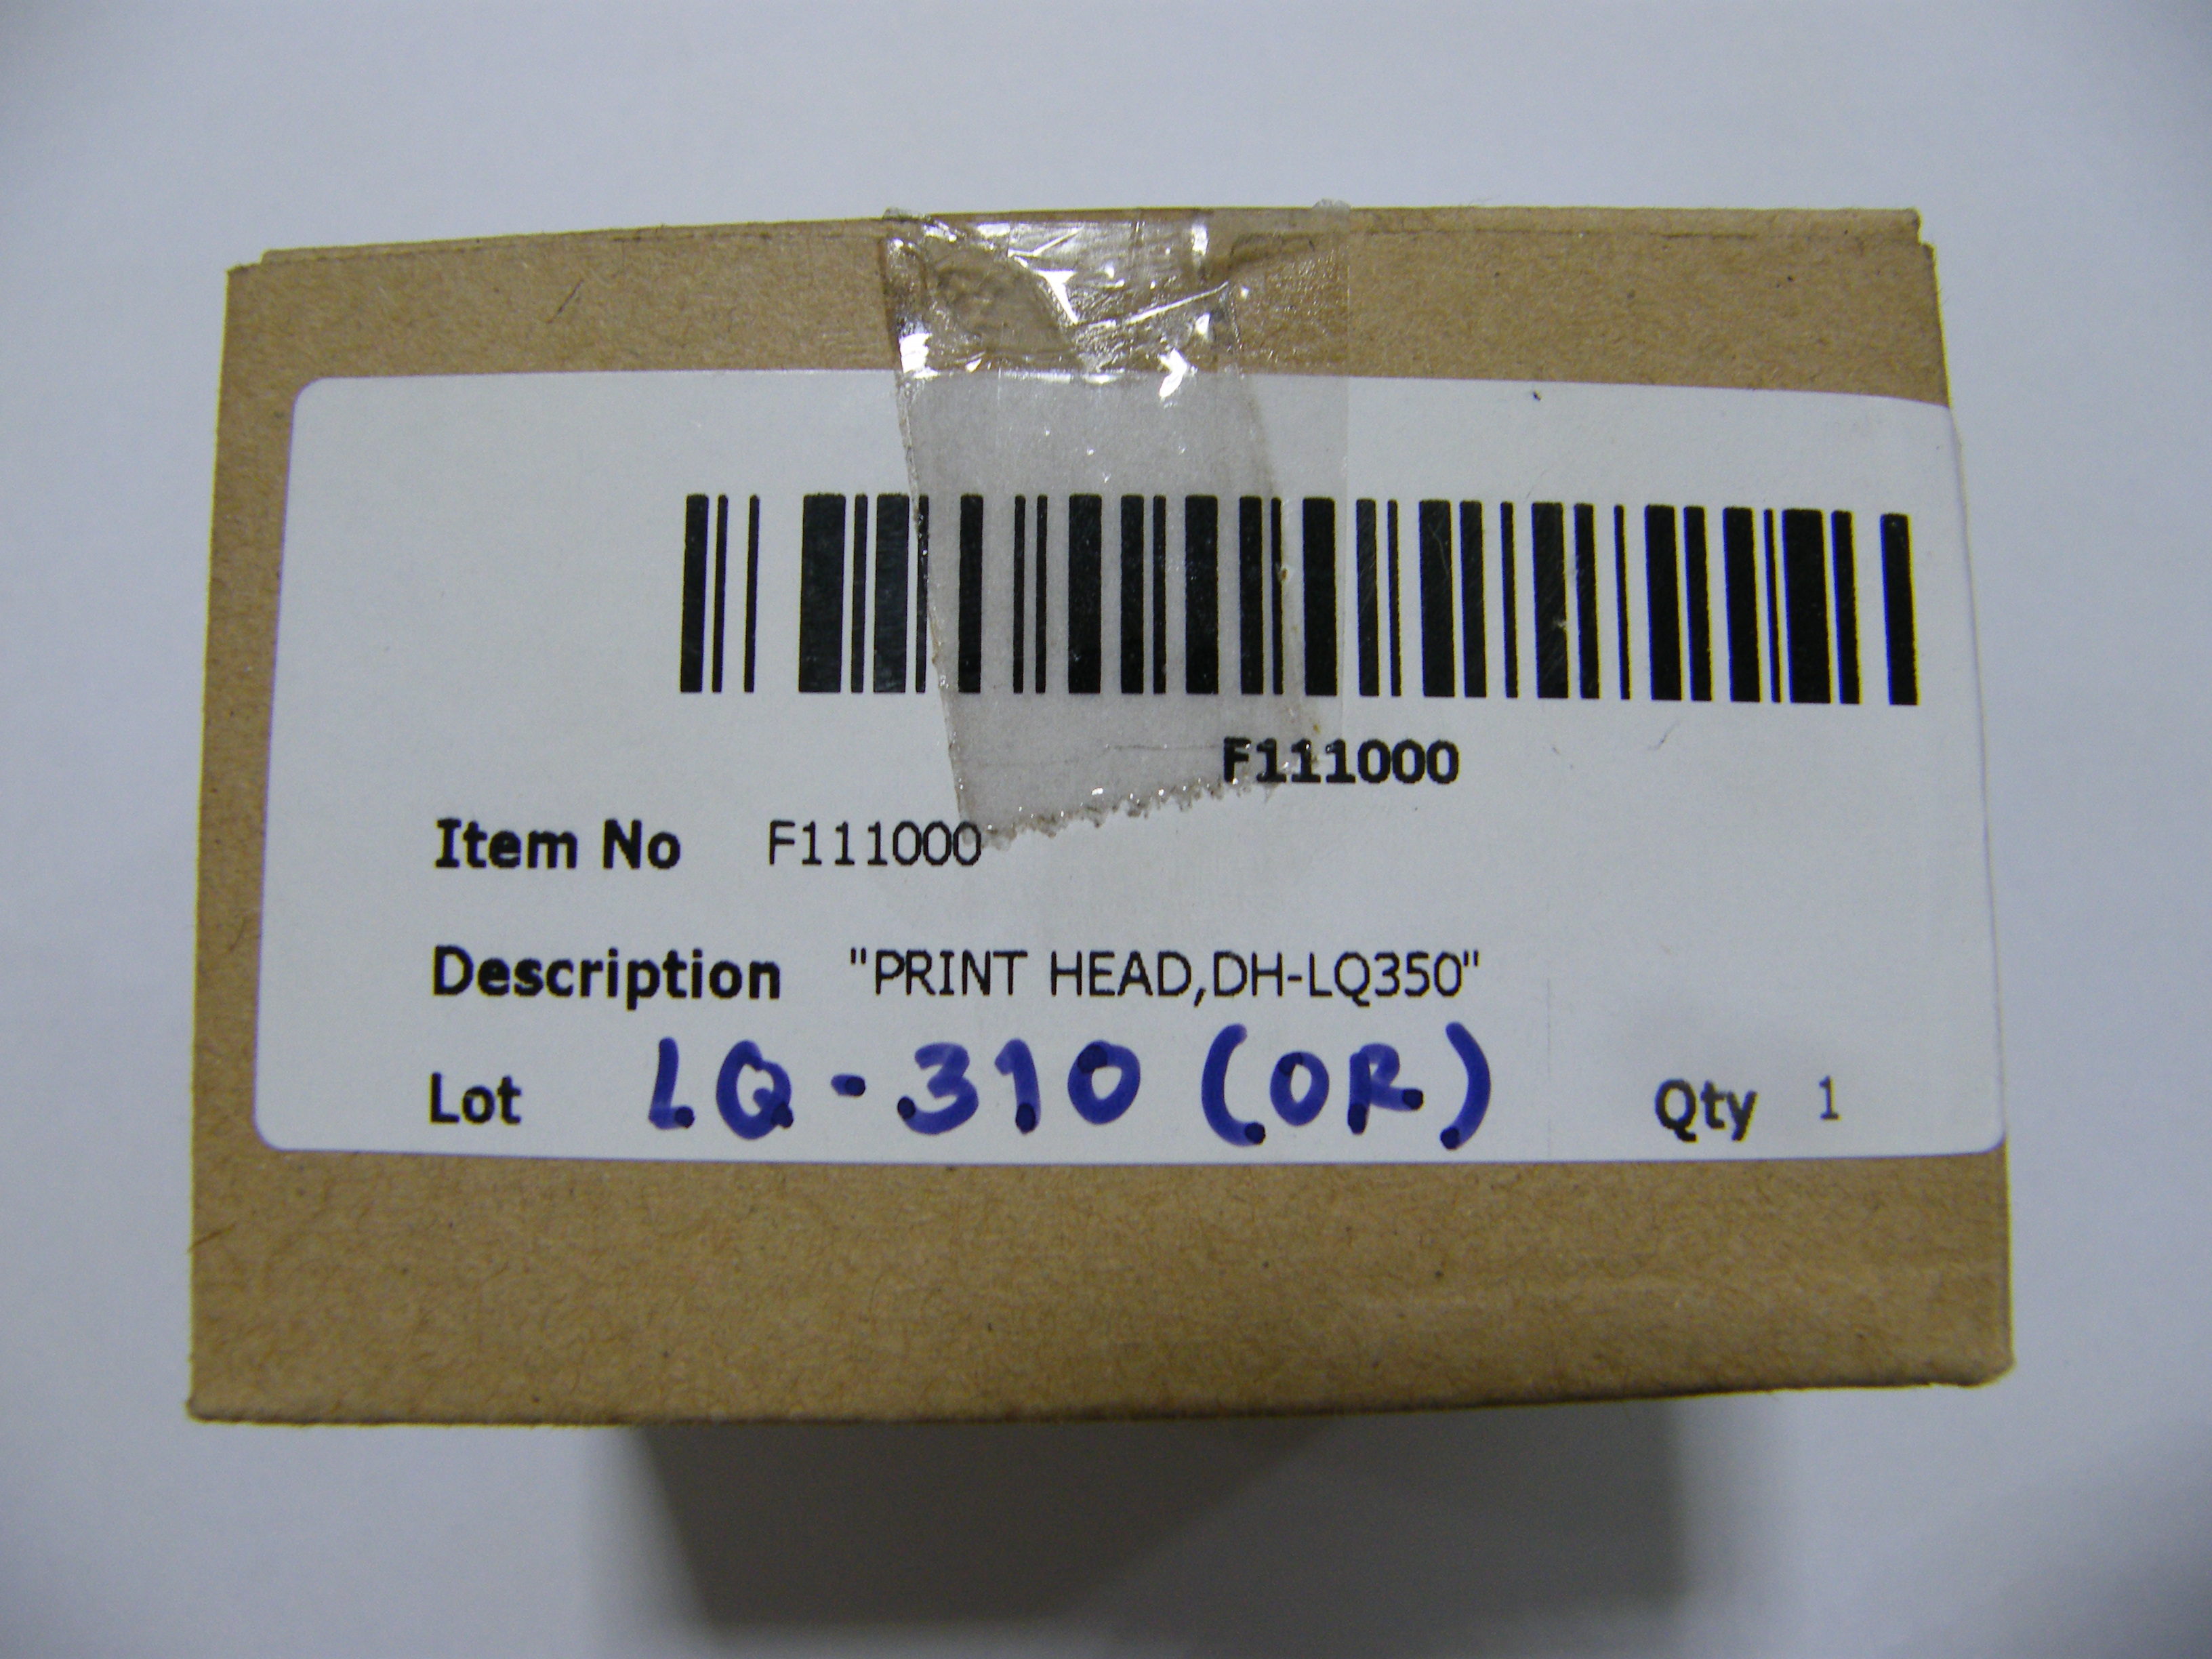 F111000
Item No F111000
Description "PRINT HEAD,DH-LQ350"
Lot LQ-310 (OR) Qty 1